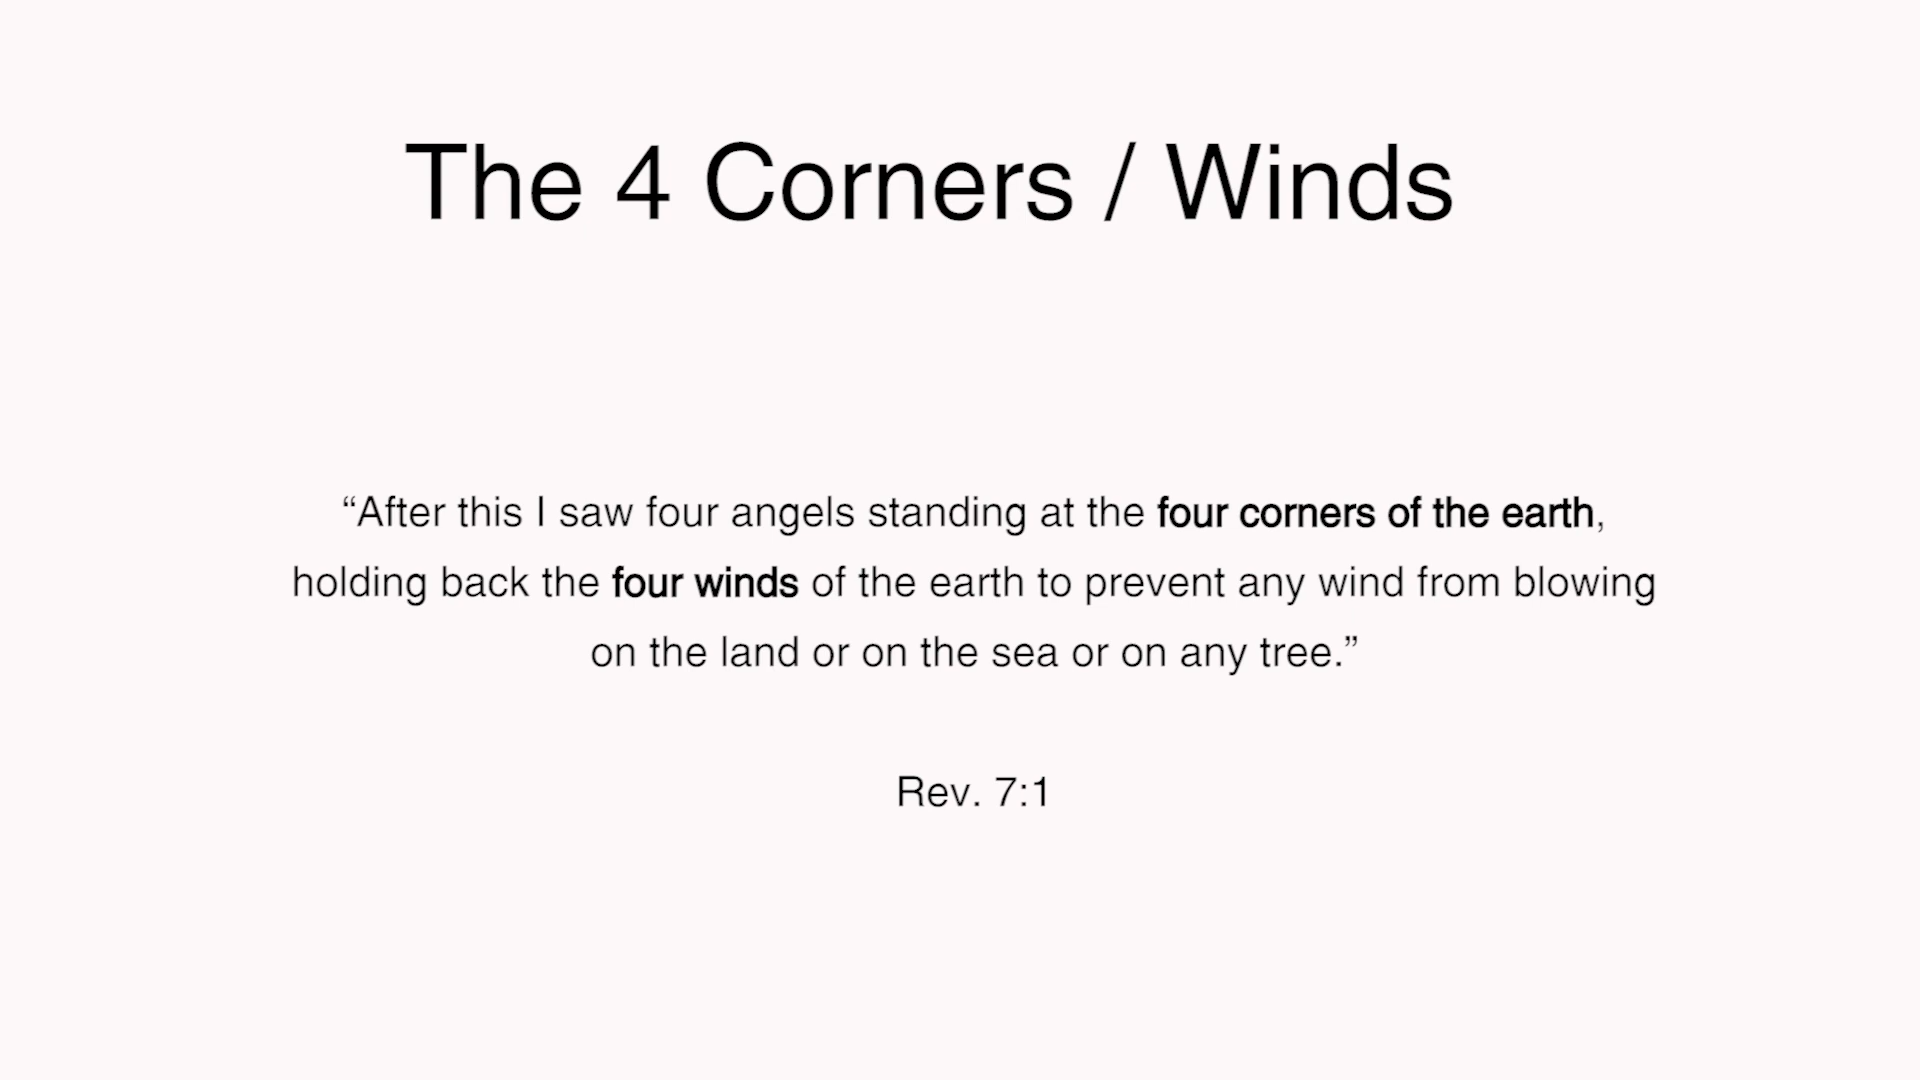 The 4 Corners / Winds
“After this I saw four angels standing at the four corners of the earth,
holding back the four winds of the earth to prevent any wind from blowing
on the land or on the sea or on any tree.”
Rev. 7:1